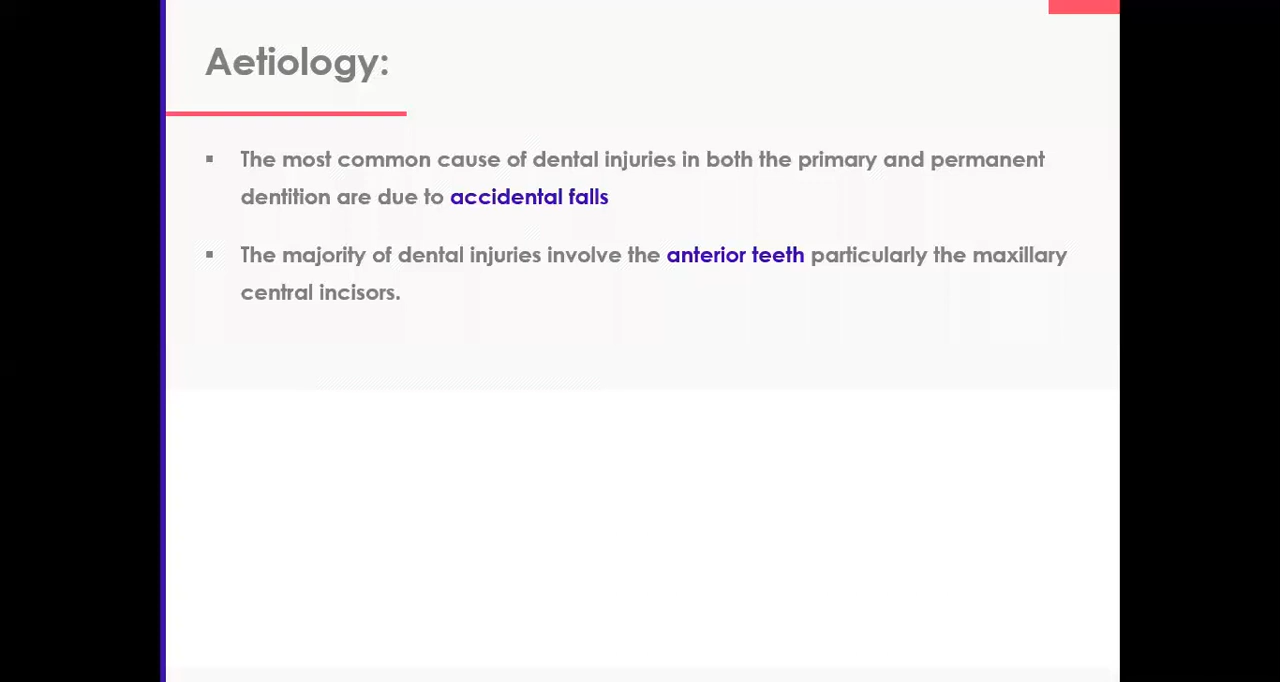 Aetiology:
▪ The most common cause of dental injuries in both the primary and permanent
dentition are due to accidental falls
▪ The majority of dental injuries involve the anterior teeth particularly the maxillary
central incisors.